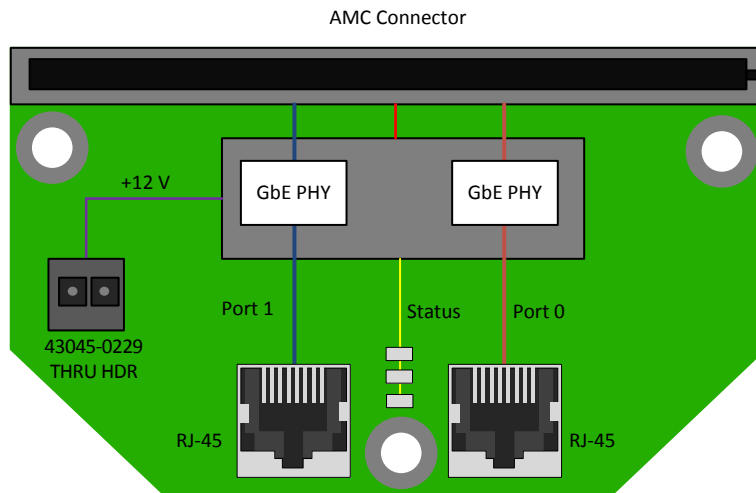 AMC Connector
GbE PHY
GbE PHY
+12 V
Port 1
Status
Port 0
43045-0229
THRU HDR
RJ-45
RJ-45